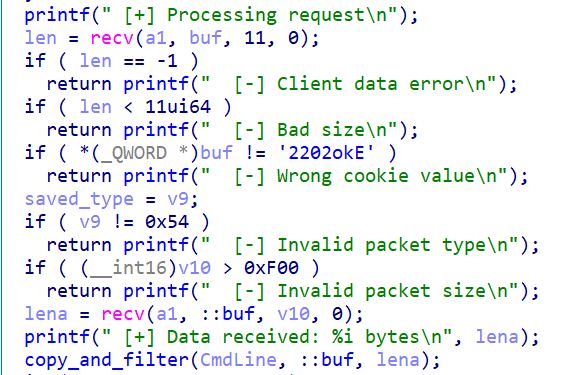 printf(" [+] Processing request\n");
len = recv(a1, buf, 11, 0);
if ( len == -1 )
return printf("  [-] Client data error\n");
if ( len < 11ui64 )
return printf("  [-] Bad size\n");
if ( *(_QWORD *)buf != '2202okE' )
return printf("  [-] Wrong cookie value\n");
saved_type = v9;
if ( v9 != 0x54 )
return printf("  [-] Invalid packet type\n");
if ( (__int16)v10 > 0xF00 )
return printf("  [-] Invalid packet size\n");
lena = recv(a1, ::buf, v10, 0);
printf(" [+] Data received: %i bytes\n", lena);
copy_and_filter(CmdLine, ::buf, lena);